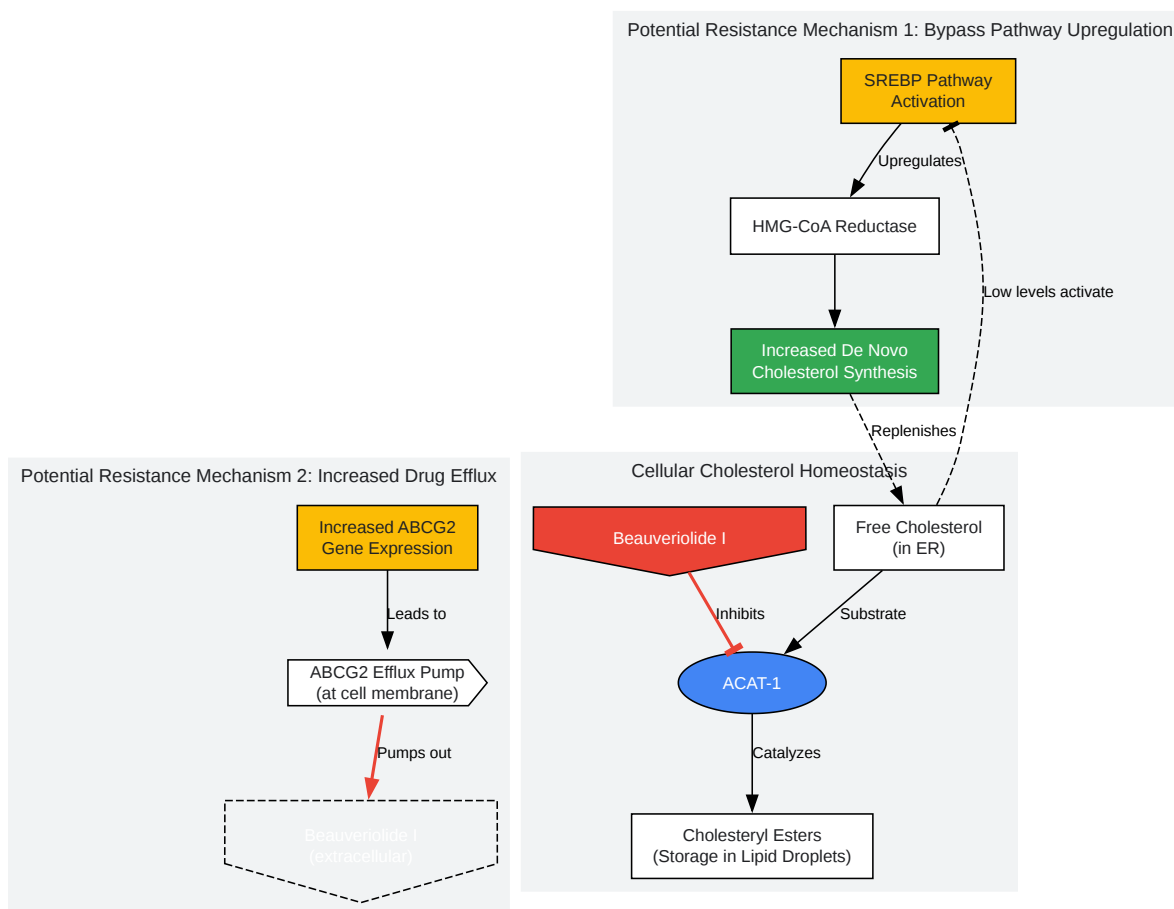 Potential Resistance Mechanism 1: Bypass Pathway Upregulation
SREBP Pathway
Activation
Upregulates
HMG-CoA Reductase
Low levels activate
Increased De Novo
Cholesterol Synthesis
Replenishes
Potential Resistance Mechanism 2: Increased Drug Efflux
Increased ABCG2
Gene Expression
Leads to
ABCG2 Efflux Pump
(at cell membrane)
Pumps out
Beauveriolide I
(extracellular)
Cellular Cholesterol Homeostasis
Beauveriolide I
Free Cholesterol
(in ER)
Inhibits
Substrate
ACAT-1
Catalyzes
Cholesteryl Esters
(Storage in Lipid Droplets)